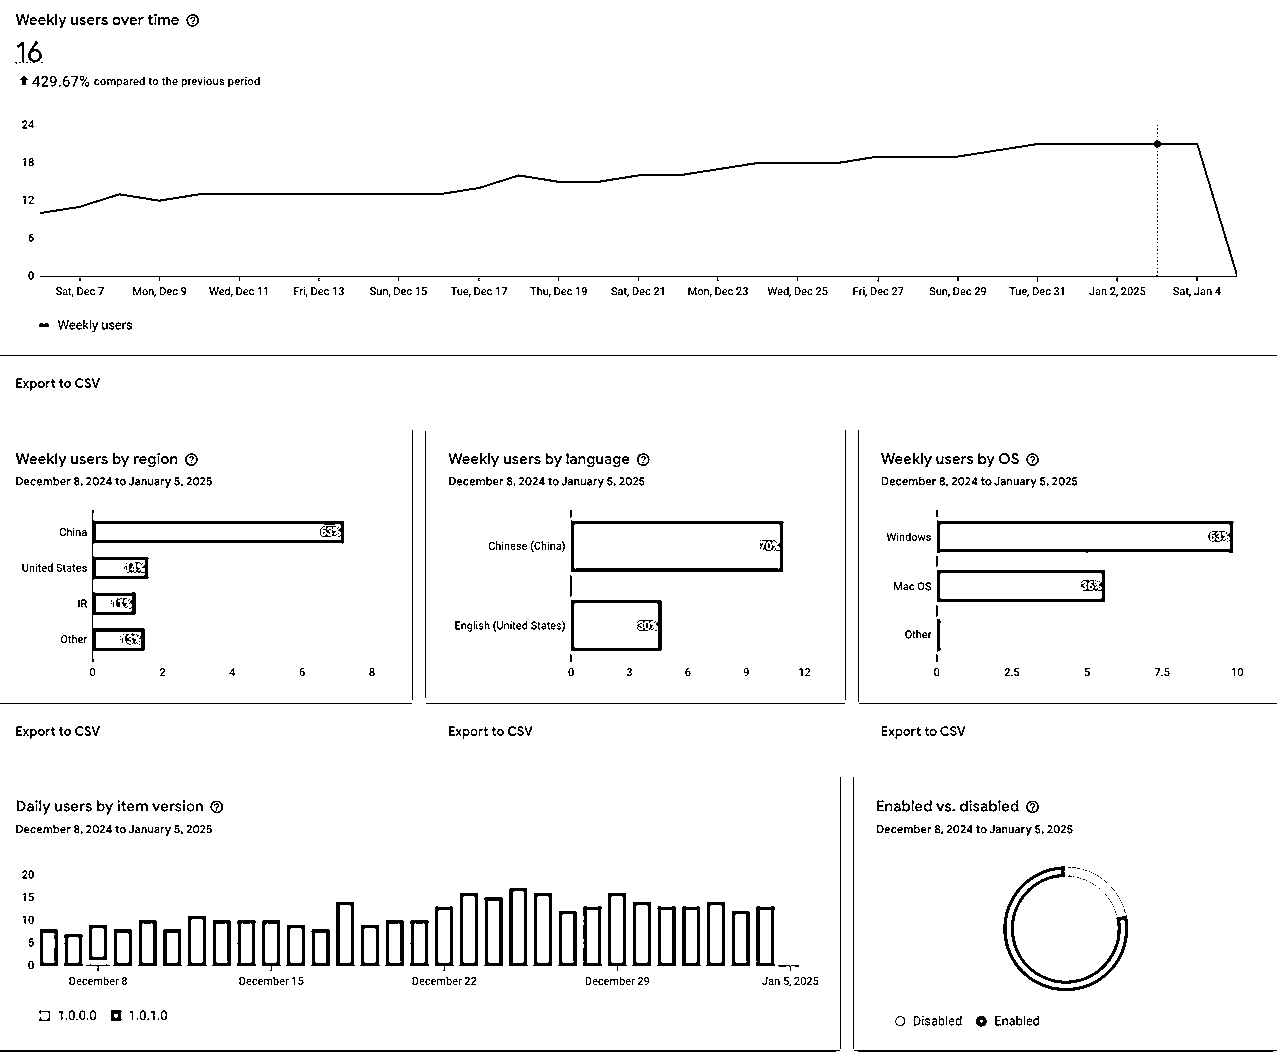 Weekly users over time
16
429.67% compared to the previous period
24
18
12
6
0
Sat, Dec 7 Mon, Dec 9 Wed, Dec 11 Fri, Dec 13 Sun, Dec 15 Tue, Dec 17 Thu, Dec 19 Sat, Dec 21 Mon, Dec 23 Wed, Dec 25 Fri, Dec 27 Sun, Dec 29 Tue, Dec 31 Jan 2, 2025 Sat, Jan 4
Weekly users
Export to CSV
Weekly users by region
December 8, 2024 to January 5, 2025
China 63%
United States 14%
IR 11%
Other 13%
0 2 4 6 8
Export to CSV
Weekly users by language
December 8, 2024 to January 5, 2025
Chinese (China) 70%
English (United States) 30%
0 3 6 9 12
Export to CSV
Weekly users by OS
December 8, 2024 to January 5, 2025
Windows 63%
Mac OS 36%
Other
0 2.5 5 7.5 10
Export to CSV
Daily users by item version
December 8, 2024 to January 5, 2025
20
15
10
5
0
December 8 December 15 December 22 December 29 Jan 5, 2025
1.0.0.0 1.0.1.0
Enabled vs. disabled
December 8, 2024 to January 5, 2025
Disabled Enabled